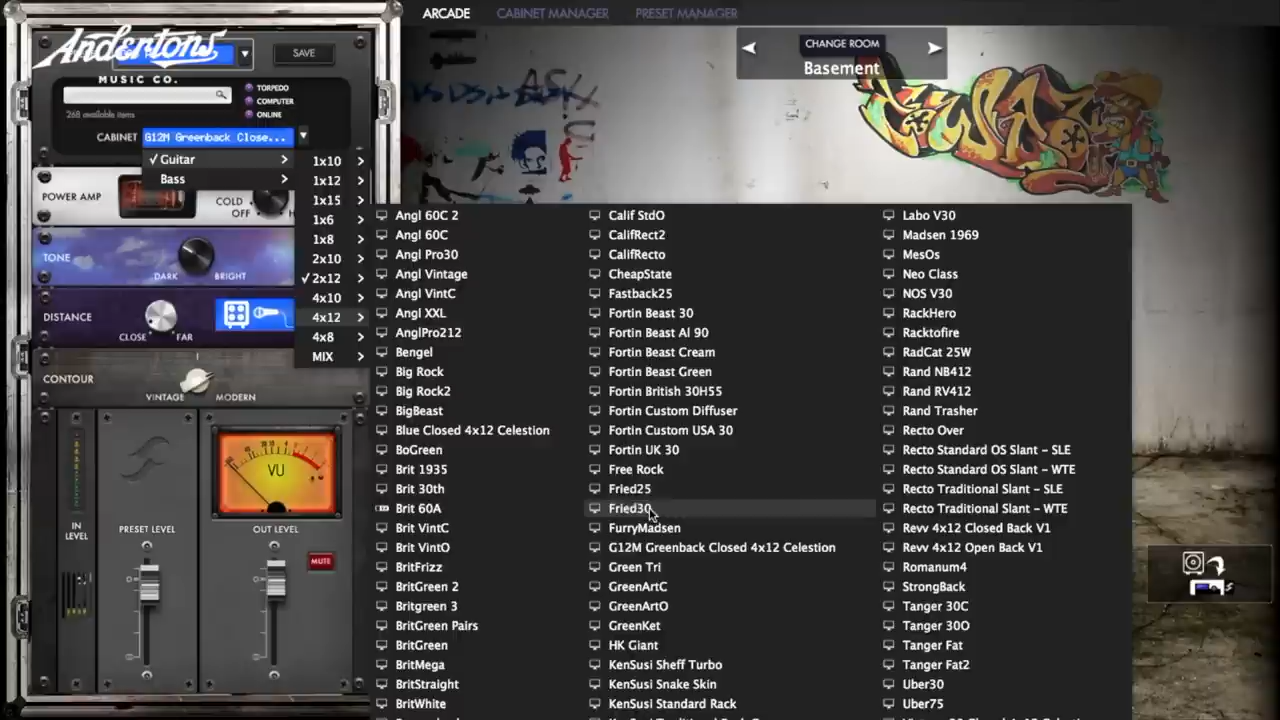 ARCADE
CABINET MANAGER
PRESET MANAGER
Andertons
MUSIC CO.
SAVE
CHANGE ROOM
Basement
TORPEDO
COMPUTER
ONLINE
268 available items
CABINET
G12M Greenback Close...
✓ Guitar >
Bass >
POWER AMP
COLD
OFF
H
TONE
DARK
BRIGHT
DISTANCE
CLOSE
FAR
CONTOUR
VINTAGE
MODERN
VU
IN LEVEL
PRESET LEVEL
OUT LEVEL
MUTE
1x10 >
1x12 >
1x15 >
1x6 >
1x8 >
2x10 >
✓ 2x12 >
4x10 >
4x12 >
4x8 >
MIX >
Angl 60C 2
Angl 60C
Angl Pro30
Angl Vintage
Angl VintC
Angl XXL
AnglPro212
Bengel
Big Rock
Big Rock2
BigBeast
Blue Closed 4x12 Celestion
BoGreen
Brit 1935
Brit 30th
Brit 60A
Brit VintC
Brit VintO
BritFrizz
BritGreen 2
Britgreen 3
BritGreen Pairs
BritGreen
BritMega
BritStraight
BritWhite
Calif StdO
CalifRect2
CalifRecto
CheapState
Fastback25
Fortin Beast 30
Fortin Beast Al 90
Fortin Beast Cream
Fortin Beast Green
Fortin British 30H55
Fortin Custom Diffuser
Fortin Custom USA 30
Fortin UK 30
Free Rock
Fried25
Fried30
FurryMadsen
G12M Greenback Closed 4x12 Celestion
Green Tri
GreenArtC
GreenArtO
GreenKet
HK Giant
KenSusi Sheff Turbo
KenSusi Snake Skin
KenSusi Standard Rack
Labo V30
Madsen 1969
MesOs
Neo Class
NOS V30
RackHero
Racktofire
RadCat 25W
Rand NB412
Rand RV412
Rand Trasher
Recto Over
Recto Standard OS Slant - SLE
Recto Standard OS Slant - WTE
Recto Traditional Slant - SLE
Recto Traditional Slant - WTE
Revv 4x12 Closed Back V1
Revv 4x12 Open Back V1
Romanum4
StrongBack
Tanger 30C
Tanger 30O
Tanger Fat
Tanger Fat2
Uber30
Uber75